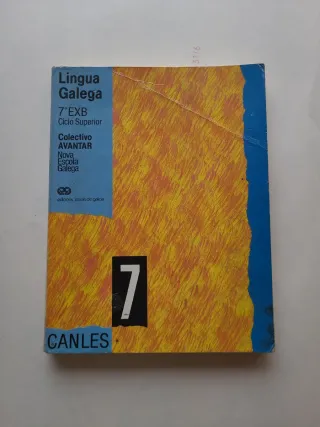 Lingua
Galega
7º EXB
Ciclo Superior
Colectivo
AVANTAR
Nova
Escola
Galega
7
CANLES